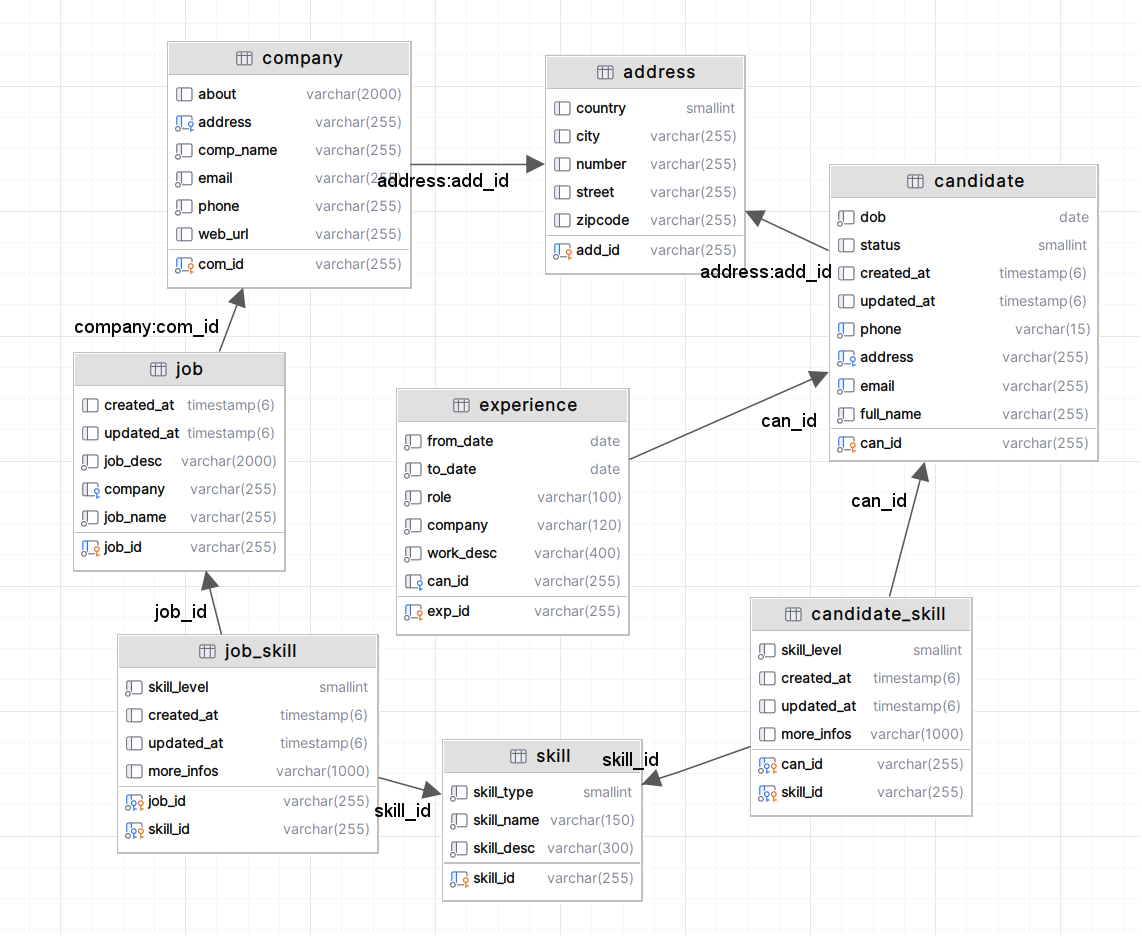 company
about varchar(2000)
address varchar(255)
comp_name varchar(255)
email varchar(255)
phone varchar(255)
web_url varchar(255)
com_id varchar(255)
address:add_id
address
country smallint
city varchar(255)
number varchar(255)
street varchar(255)
zipcode varchar(255)
add_id varchar(255)
address:add_id
candidate
dob date
status smallint
created_at timestamp(6)
updated_at timestamp(6)
phone varchar(15)
address varchar(255)
email varchar(255)
full_name varchar(255)
can_id varchar(255)
company:com_id
job
created_at timestamp(6)
updated_at timestamp(6)
job_desc varchar(2000)
company varchar(255)
job_name varchar(255)
job_id varchar(255)
experience
from_date date
to_date date
role varchar(100)
company varchar(120)
work_desc varchar(400)
can_id varchar(255)
exp_id varchar(255)
can_id
can_id
job_id
job_skill
skill_level smallint
created_at timestamp(6)
updated_at timestamp(6)
more_infos varchar(1000)
job_id varchar(255)
skill_id varchar(255)
skill_id
skill
skill_type smallint
skill_name varchar(150)
skill_desc varchar(300)
skill_id varchar(255)
skill_id
candidate_skill
skill_level smallint
created_at timestamp(6)
updated_at timestamp(6)
more_infos varchar(1000)
can_id varchar(255)
skill_id varchar(255)